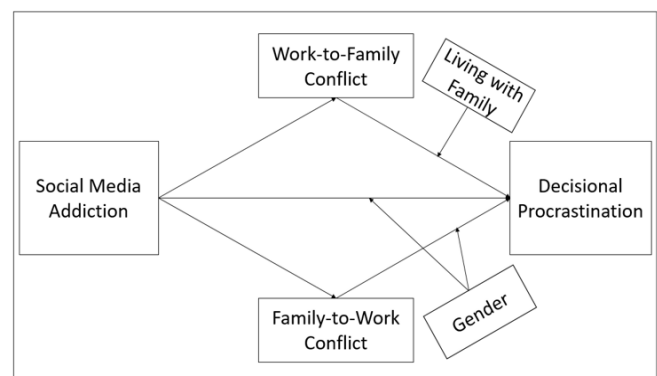 Work-to-Family
Conflict
Living with
Family
Social Media
Addiction
Decisional
Procrastination
Family-to-Work
Conflict
Gender